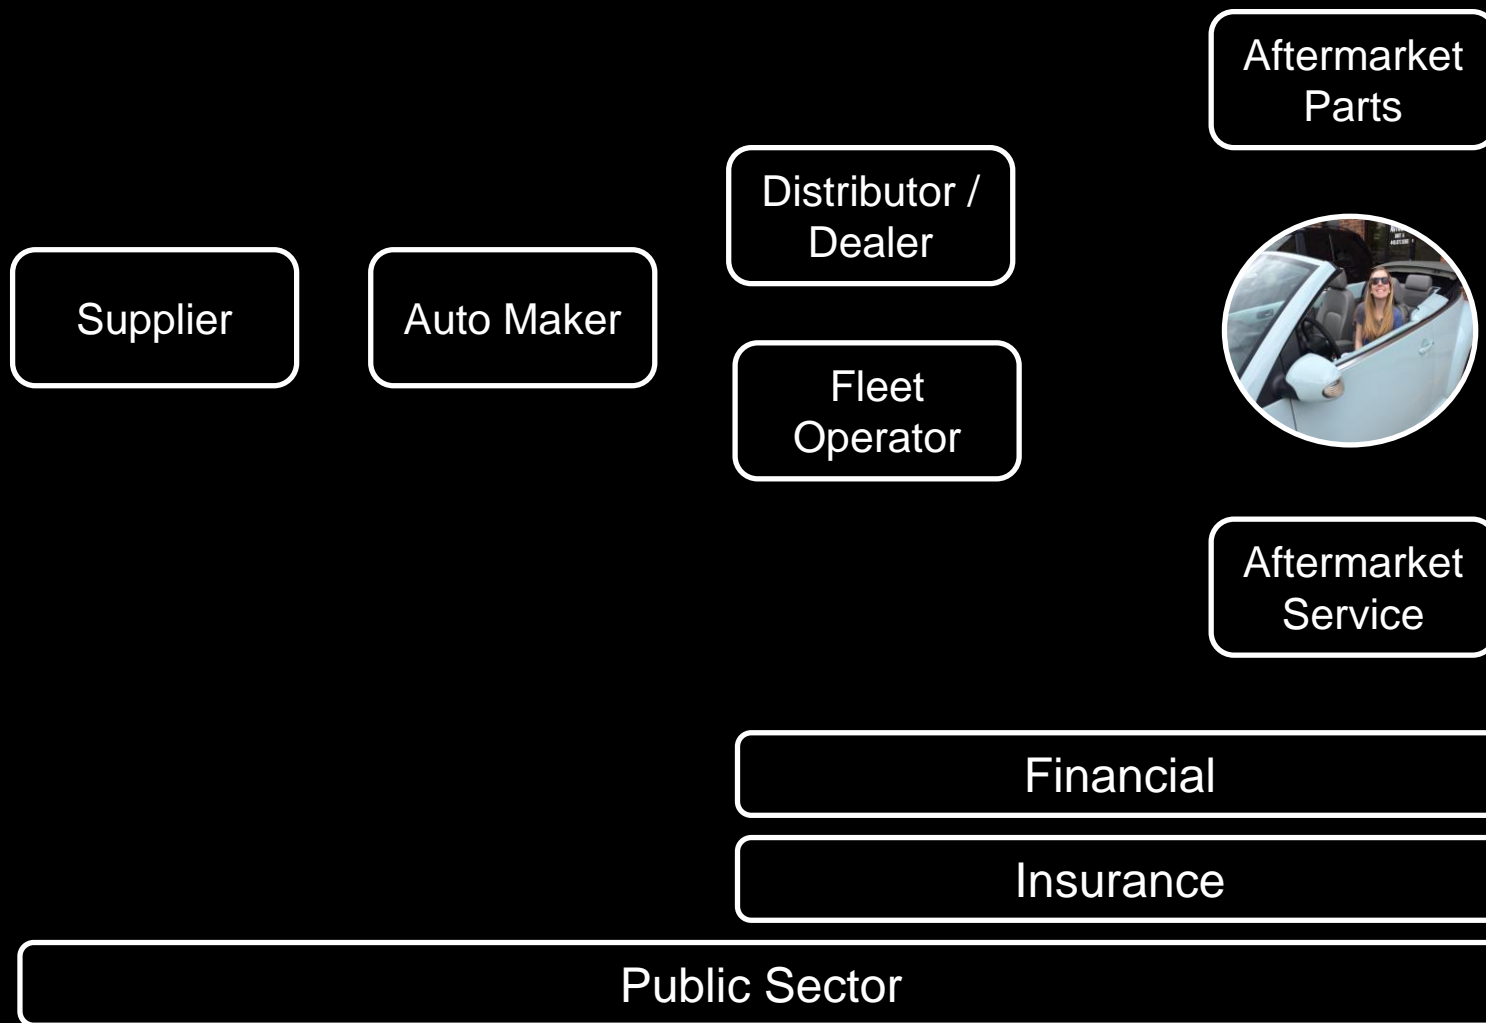 Aftermarket
Parts
Distributor /
Dealer
Supplier
Auto Maker
Fleet
Operator
Aftermarket
Service
Financial
Insurance
Public Sector